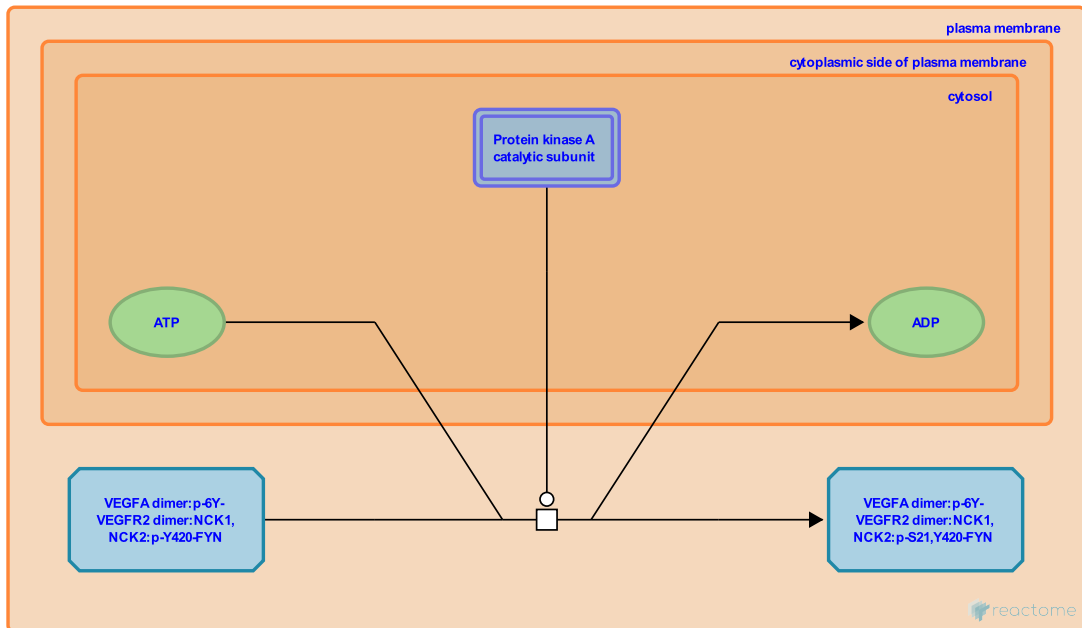 plasma membrane
cytoplasmic side of plasma membrane
cytosol
Protein kinase A
catalytic subunit
ATP
ADP
VEGFA dimer:p-6Y-
VEGFR2 dimer:NCK1,
NCK2:p-Y420-FYN
VEGFA dimer:p-6Y-
VEGFR2 dimer:NCK1,
NCK2:p-S21,Y420-FYN
reactome